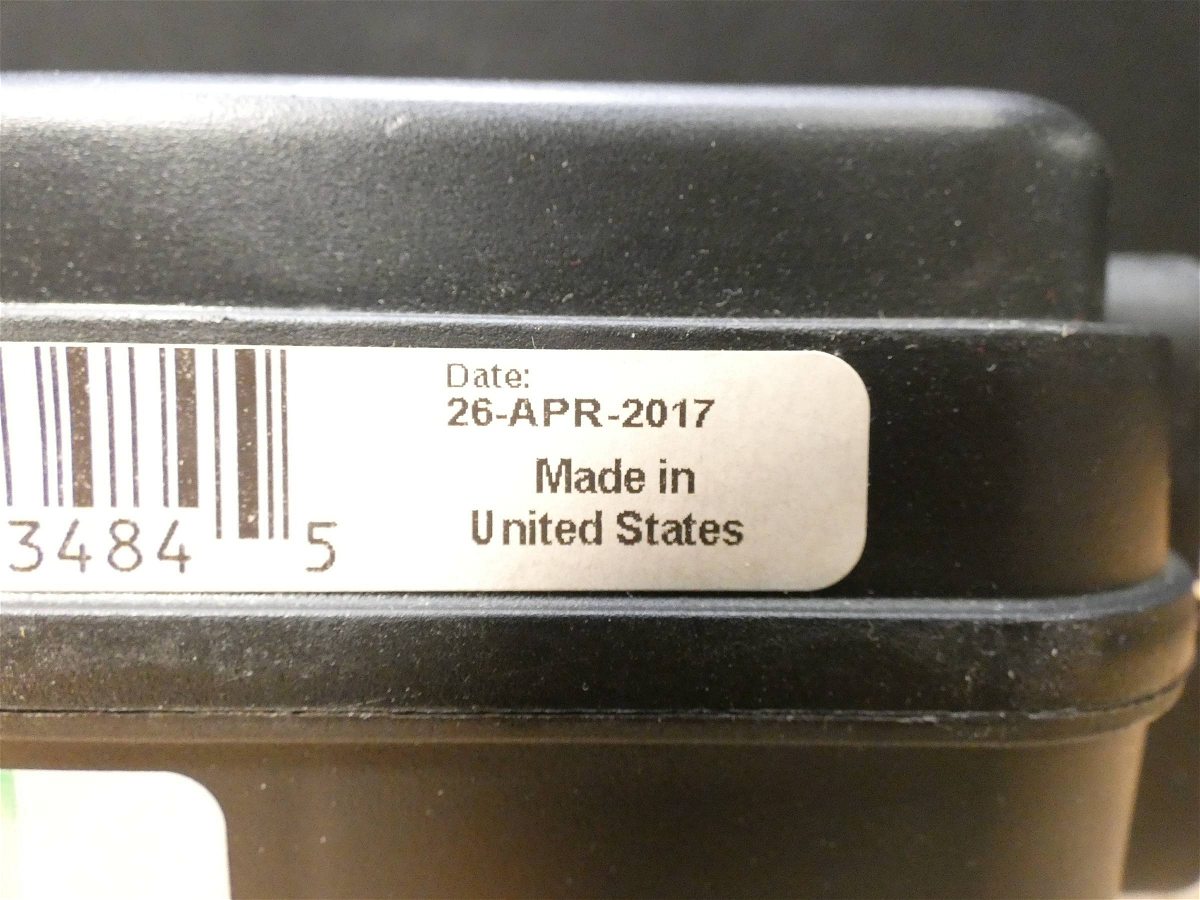 Date:
26-APR-2017
Made in
United States
3484 5